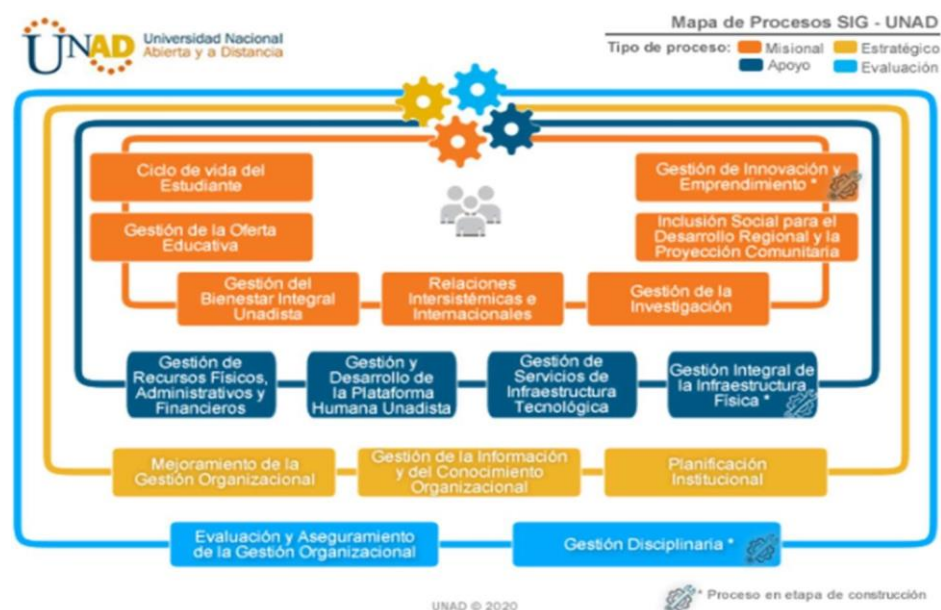 UNAD Universidad Nacional
Abierta y a Distancia
Mapa de Procesos SIG - UNAD
Tipo de proceso: Misional Estratégico
Apoyo Evaluación
Ciclo de vida del
Estudiante
Gestión de Innovación y
Emprendimiento *
Gestión de la Oferta
Educativa
Inclusión Social para el
Desarrollo Regional y la
Proyección Comunitaria
Gestión del
Bienestar Integral
Unadista
Relaciones
Intersistémicas e
Internacionales
Gestión de la
Investigación
Gestión de
Recursos Físicos,
Administrativos y
Financieros
Gestión y
Desarrollo de
la Plataforma
Humana Unadista
Gestión de
Servicios de
Infraestructura
Tecnológica
Gestión Integral de
la Infraestructura
Física *
Mejoramiento de la
Gestión Organizacional
Gestión de la Información
y del Conocimiento
Organizacional
Planificación
Institucional
Evaluación y Aseguramiento
de la Gestión Organizacional
Gestión Disciplinaria *
* Proceso en etapa de construcción
UNAD © 2020